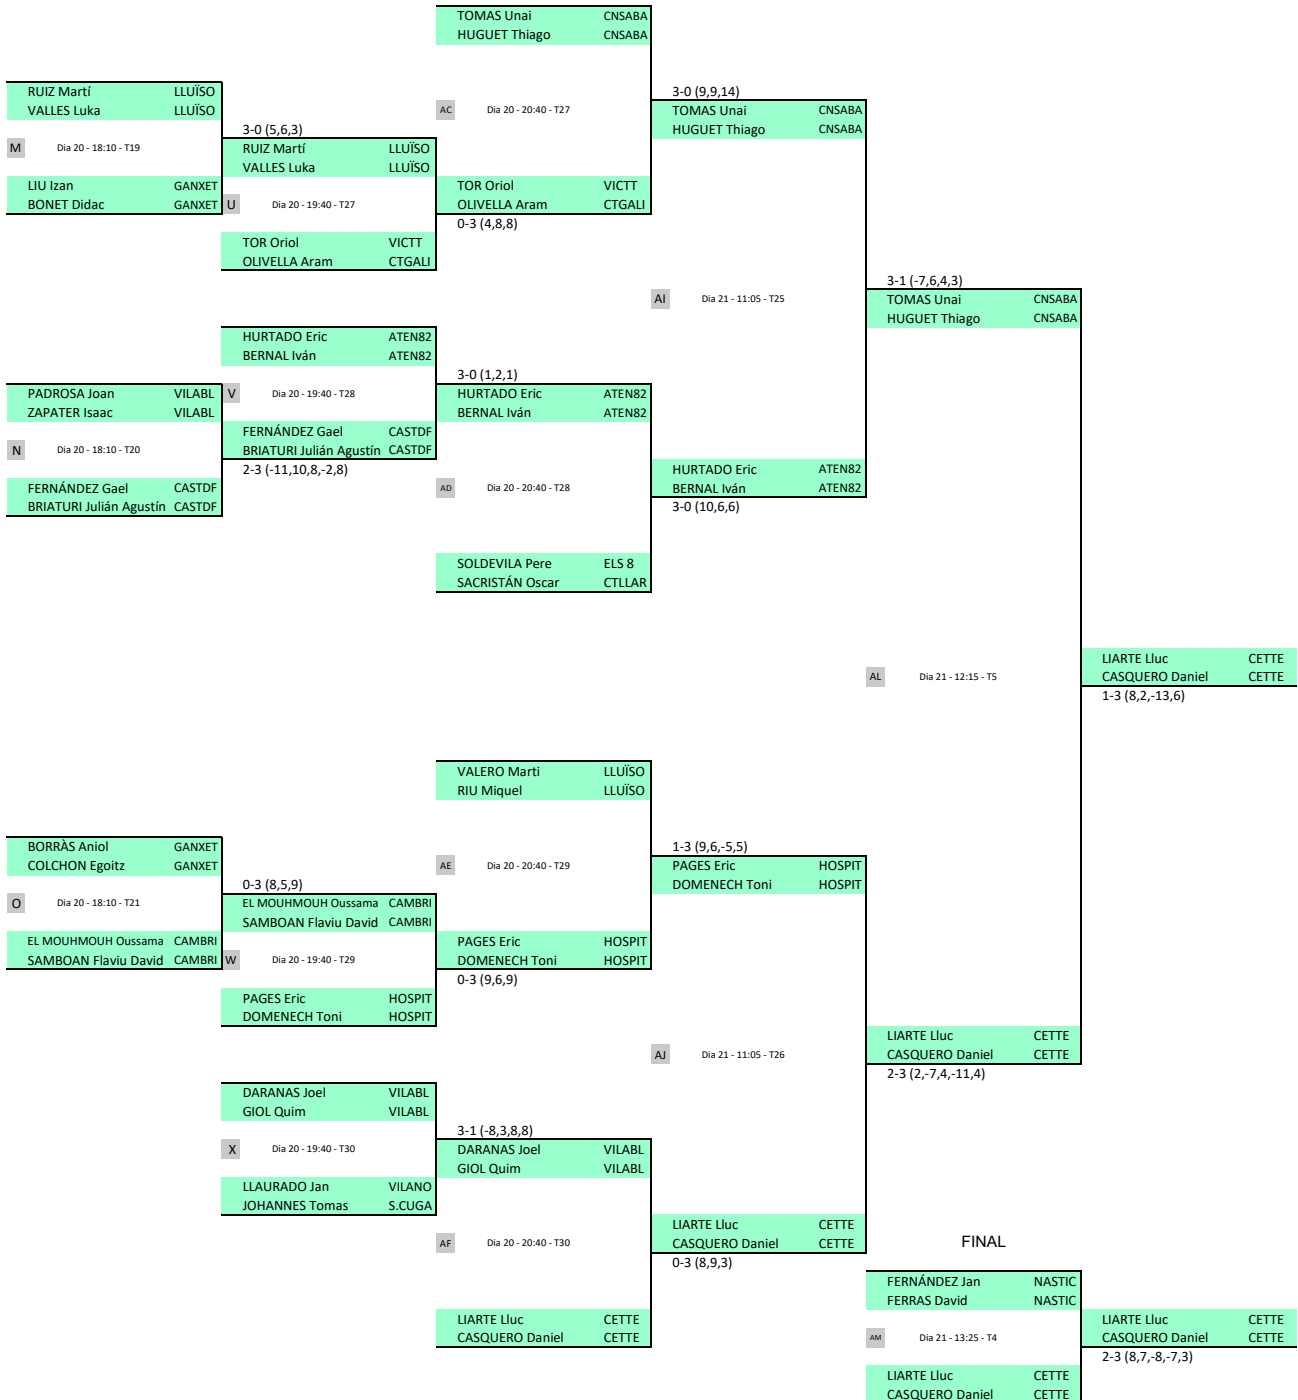 TOMAS Unai CNSABA
HUGUET Thiago CNSABA
RUIZ Martí LLUÏSO
VALLES Luka LLUÏSO
AC Dia 20 - 20:40 - T27
3-0 (9,9,14)
TOMAS Unai CNSABA
HUGUET Thiago CNSABA
3-0 (5,6,3)
M Dia 20 - 18:10 - T19
RUIZ Martí LLUÏSO
VALLES Luka LLUÏSO
LIU Izan GANXET
BONET Didac GANXET
U Dia 20 - 19:40 - T27
TOR Oriol VICTT
OLIVELLA Aram CTGALI
0-3 (4,8,8)
TOR Oriol VICTT
OLIVELLA Aram CTGALI
AI Dia 21 - 11:05 - T25
3-1 (-7,6,4,3)
TOMAS Unai CNSABA
HUGUET Thiago CNSABA
HURTADO Eric ATEN82
BERNAL Iván ATEN82
3-0 (1,2,1)
PADROSA Joan VILABL
ZAPATER Isaac VILABL
V Dia 20 - 19:40 - T28
HURTADO Eric ATEN82
BERNAL Iván ATEN82
FERNÁNDEZ Gael CASTDF
BRIATURI Julián Agustín CASTDF
2-3 (-11,10,8,-2,8)
N Dia 20 - 18:10 - T20
FERNÁNDEZ Gael CASTDF
BRIATURI Julián Agustín CASTDF
AD Dia 20 - 20:40 - T28
HURTADO Eric ATEN82
BERNAL Iván ATEN82
3-0 (10,6,6)
SOLDEVILA Pere ELS 8
SACRISTÁN Oscar CTLLAR
AL Dia 21 - 12:15 - T5
LIARTE Lluc CETTE
CASQUERO Daniel CETTE
1-3 (8,2,-13,6)
VALERO Marti LLUÏSO
RIU Miquel LLUÏSO
BORRÀS Aniol GANXET
COLCHON Egoitz GANXET
AE Dia 20 - 20:40 - T29
1-3 (9,6,-5,5)
PAGES Eric HOSPIT
DOMENECH Toni HOSPIT
0-3 (8,5,9)
O Dia 20 - 18:10 - T21
EL MOUHMOUH Oussama CAMBRI
SAMBOAN Flaviu David CAMBRI
EL MOUHMOUH Oussama CAMBRI
SAMBOAN Flaviu David CAMBRI
W Dia 20 - 19:40 - T29
PAGES Eric HOSPIT
DOMENECH Toni HOSPIT
0-3 (9,6,9)
PAGES Eric HOSPIT
DOMENECH Toni HOSPIT
AJ Dia 21 - 11:05 - T26
LIARTE Lluc CETTE
CASQUERO Daniel CETTE
2-3 (2,-7,4,-11,4)
DARANAS Joel VILABL
GIOL Quim VILABL
3-1 (-8,3,8,8)
X Dia 20 - 19:40 - T30
DARANAS Joel VILABL
GIOL Quim VILABL
LLAURADO Jan VILANO
JOHANNES Tomas S.CUGA
AF Dia 20 - 20:40 - T30
LIARTE Lluc CETTE
CASQUERO Daniel CETTE
0-3 (8,9,3)
LIARTE Lluc CETTE
CASQUERO Daniel CETTE
FINAL
FERNÁNDEZ Jan NASTIC
FERRAS David NASTIC
AM Dia 21 - 13:25 - T4
LIARTE Lluc CETTE
CASQUERO Daniel CETTE
2-3 (8,7,-8,-7,3)
LIARTE Lluc CETTE
CASQUERO Daniel CETTE